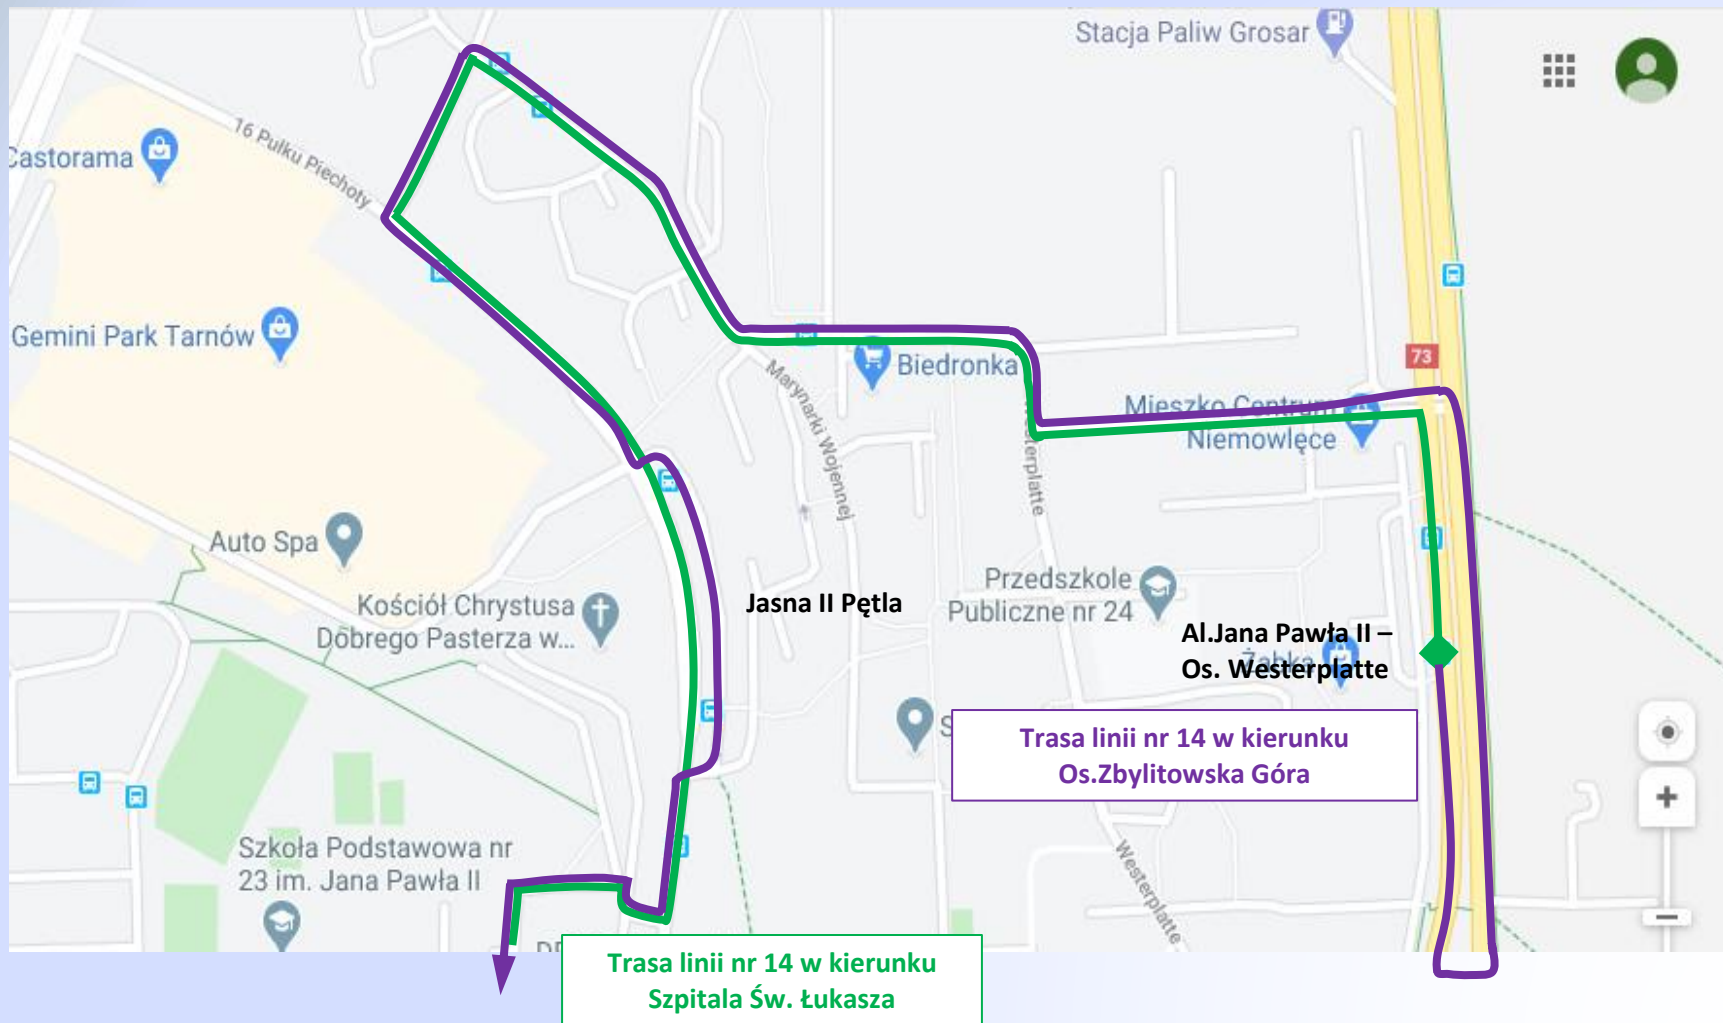 Stacja Paliw Grosar
16 Pułku Piechoty
Castorama
Gemini Park Tarnów
Biedronka
73
Marynarki Wojennej
Westerplatte
Mieszko Centrum
Niemowlęce
Auto Spa
Kościół Chrystusa
Dobrego Pasterza w...
Jasna II Pętla
Przedszkole
Publiczne nr 24
Al.Jana Pawła II –
Os. Westerplatte
Żabka
S
Trasa linii nr 14 w kierunku
Os.Zbylitowska Góra
Szkoła Podstawowa nr
23 im. Jana Pawła II
Westerplatte
Trasa linii nr 14 w kierunku
Szpitala Św. Łukasza